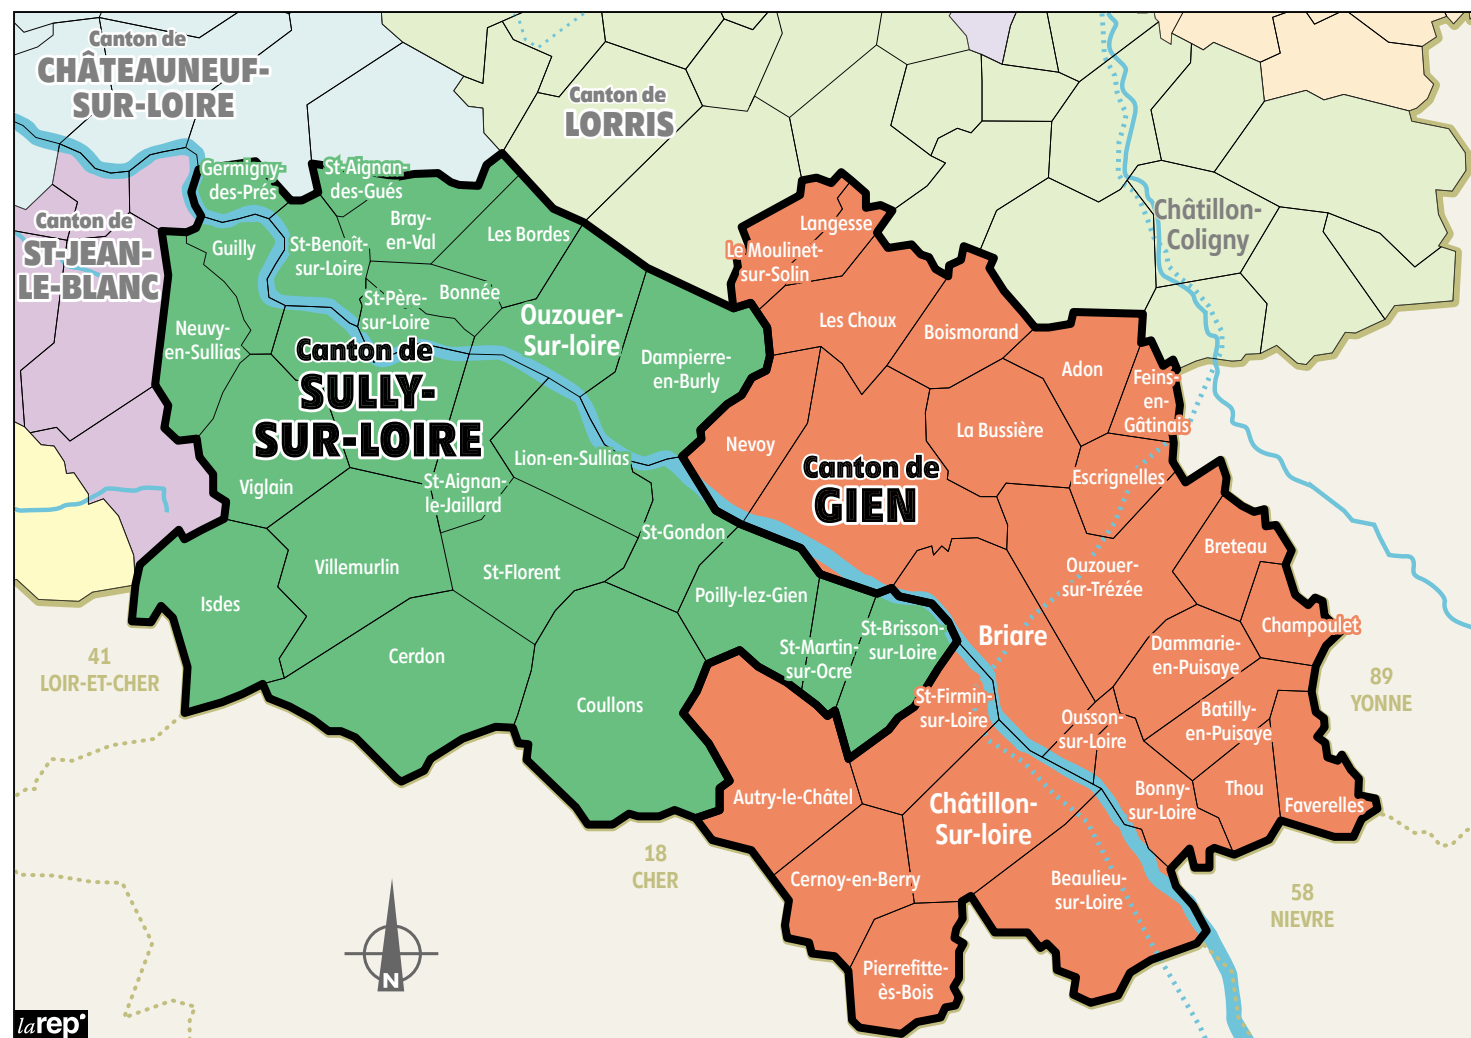 Canton de
CHÂTEAUNEUF-
SUR-LOIRE
Canton de
LORRIS
Canton de
ST-JEAN-
LE-BLANC
Châtillon-
Coligny
Germigny-
des-Prés
St-Aignan-
des-Gués
Bray-
en-Val
Les Bordes
Guilly
St-Benoît-
sur-Loire
St-Père-
sur-Loire
Bonnée
Ouzouer-
Sur-loire
Neuvy-
en-Sullias
Dampierre-
en-Burly
Canton de
SULLY-
SUR-LOIRE
Lion-en-Sullias
Viglain
St-Aignan-
le-Jaillard
St-Gondon
Villemurlin
St-Florent
Isdes
Poilly-lez-Gien
St-Martin-
sur-Ocre
St-Brisson-
sur-Loire
Cerdon
Coullons
Langesse
Le Moulinet-
sur-Solin
Les Choux
Boismorand
Adon
Feins-
en-
Gâtinais
Nevoy
La Bussière
Canton de
GIEN
Escrignelles
Breteau
Ouzouer-
sur-Trézée
Champoulet
Briare
Dammarie-
en-Puisaye
St-Firmin-
sur-Loire
Ousson-
sur-Loire
Batilly-
en-Puisaye
Autry-le-Châtel
Châtillon-
Sur-loire
Bonny-
sur-Loire
Thou
Faverelles
Cernoy-en-Berry
Beaulieu-
sur-Loire
Pierrefitte-
ès-Bois
41
LOIR-ET-CHER
18
CHER
89
YONNE
58
NIEVRE
N
larep'